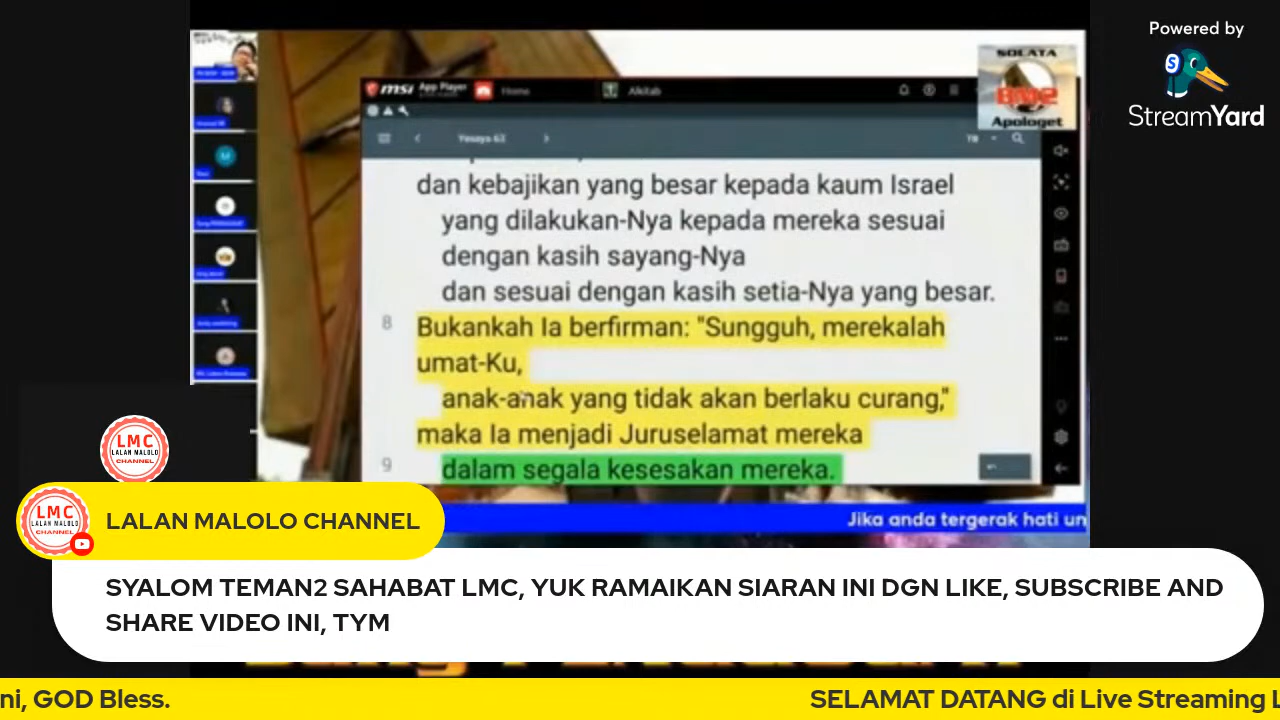 Powered by
StreamYard
SOLATA
BM2
Apologet
msi App Player
Home
Alkitab
Yesaya 63
TB
dan kebajikan yang besar kepada kaum Israel
yang dilakukan-Nya kepada mereka sesuai
dengan kasih sayang-Nya
dan sesuai dengan kasih setia-Nya yang besar.
8 Bukankah Ia berfirman: "Sungguh, merekalah
umat-Ku,
anak-anak yang tidak akan berlaku curang,"
maka Ia menjadi Juruselamat mereka
9 dalam segala kesesakan mereka.
Jika anda tergerak hati un
LMC
LALAN MALOLO
CHANNEL
LMC
LALAN MALOLO
CHANNEL
LALAN MALOLO CHANNEL
SYALOM TEMAN2 SAHABAT LMC, YUK RAMAIKAN SIARAN INI DGN LIKE, SUBSCRIBE AND
SHARE VIDEO INI, TYM
ni, GOD Bless.
SELAMAT DATANG di Live Streaming L